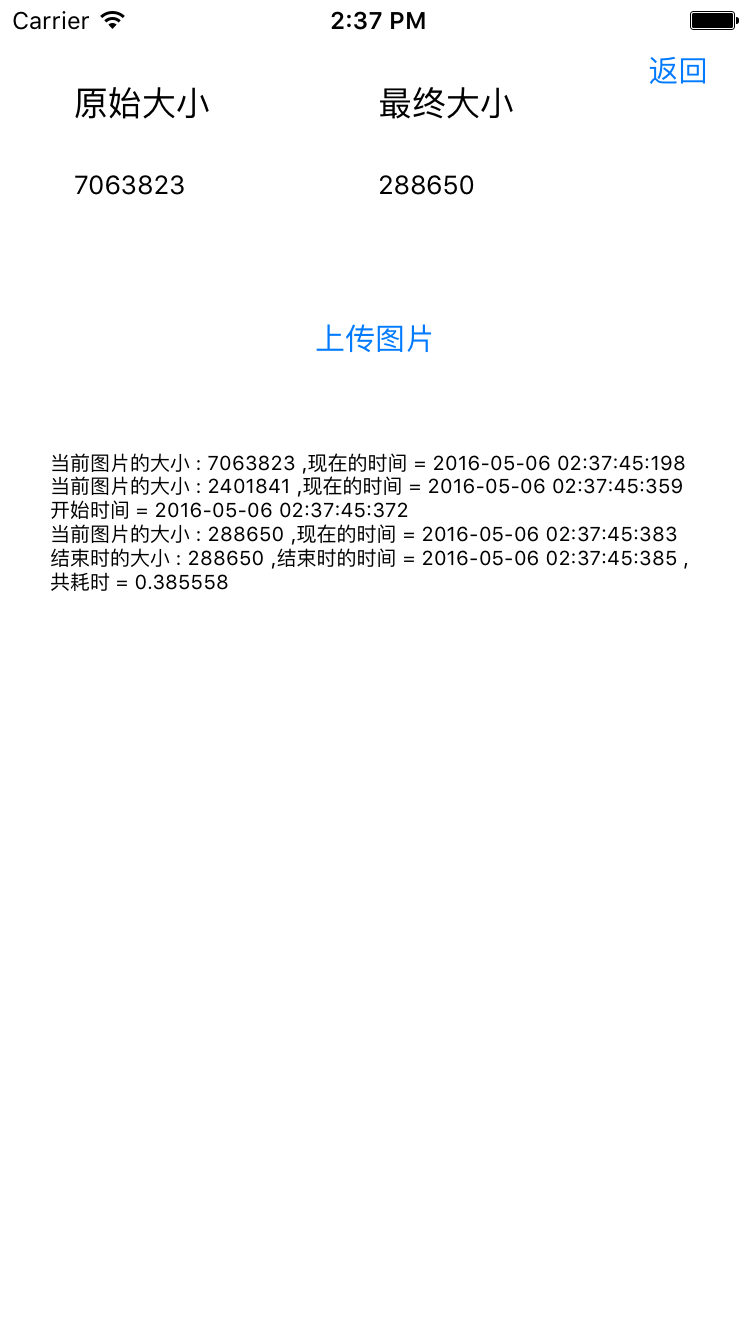 Carrier 2:37 PM
返回
原始大小 最终大小
7063823 288650
上传图片
当前图片的大小 : 7063823 ,现在的时间 = 2016-05-06 02:37:45:198
当前图片的大小 : 2401841 ,现在的时间 = 2016-05-06 02:37:45:359
开始时间 = 2016-05-06 02:37:45:372
当前图片的大小 : 288650 ,现在的时间 = 2016-05-06 02:37:45:383
结束时的大小 : 288650 ,结束时的时间 = 2016-05-06 02:37:45:385 ,
共耗时 = 0.385558